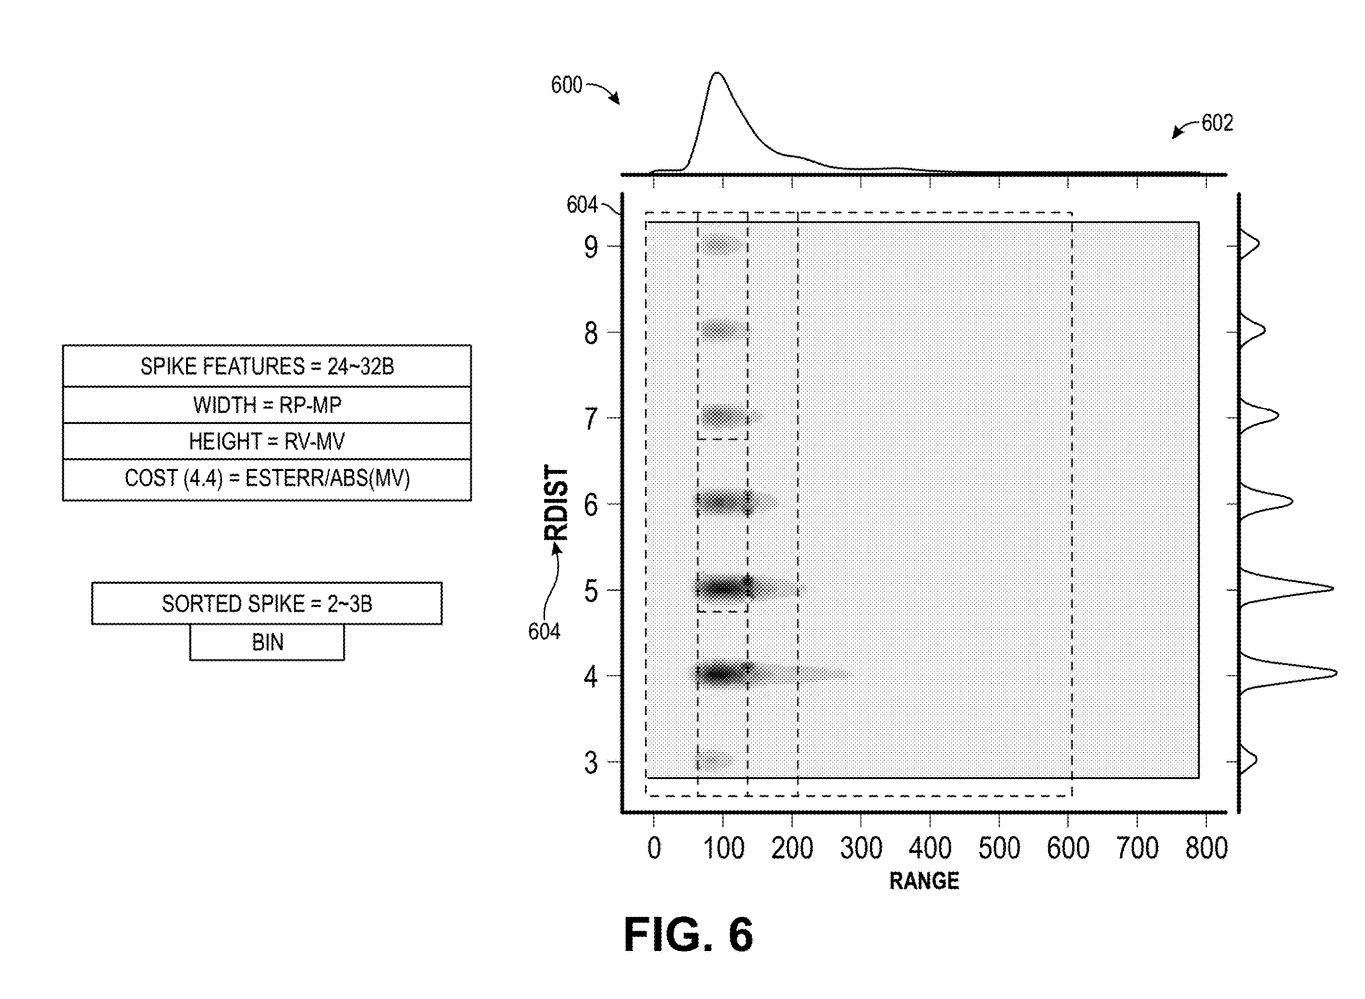 600
602
604
9
8
7
6
5
4
3
RDIST
604
SPIKE FEATURES = 24~32B
WIDTH = RP-MP
HEIGHT = RV-MV
COST (4.4) = ESTERR/ABS(MV)
SORTED SPIKE = 2~3B
BIN
0 100 200 300 400 500 600 700 800
RANGE
FIG. 6